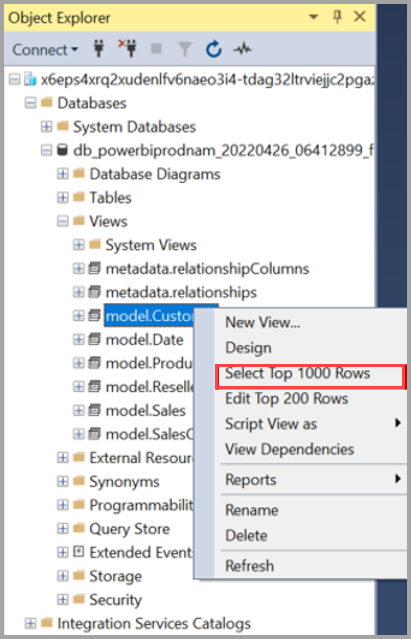 Object Explorer
Connect
x6eps4xrq2xudenlfv6naeo3i4-tdag32ltrviejjc2pgaz
Databases
System Databases
db_powerbiprodnam_20220426_06412899_f
Database Diagrams
Tables
Views
System Views
metadata.relationshipColumns
metadata.relationships
model.Custo
New View...
model.Date
Design
model.Produ
Select Top 1000 Rows
model.Reselle
Edit Top 200 Rows
model.Sales
Script View as
model.SalesO
View Dependencies
External Resour
Reports
Synonyms
Programmabilit
Rename
Query Store
Delete
Extended Event
Refresh
Storage
Security
Integration Services Catalogs